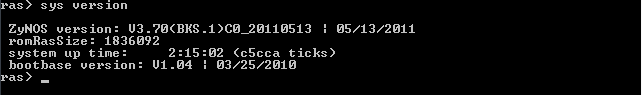 ras> sys version
ZyNOS version: V3.70(BKS.1)C0_20110513 | 05/13/2011
romRasSize: 1836092
system up time:     2:15:02 (c5cca ticks)
bootbase version: V1.04 | 03/25/2010
ras> _